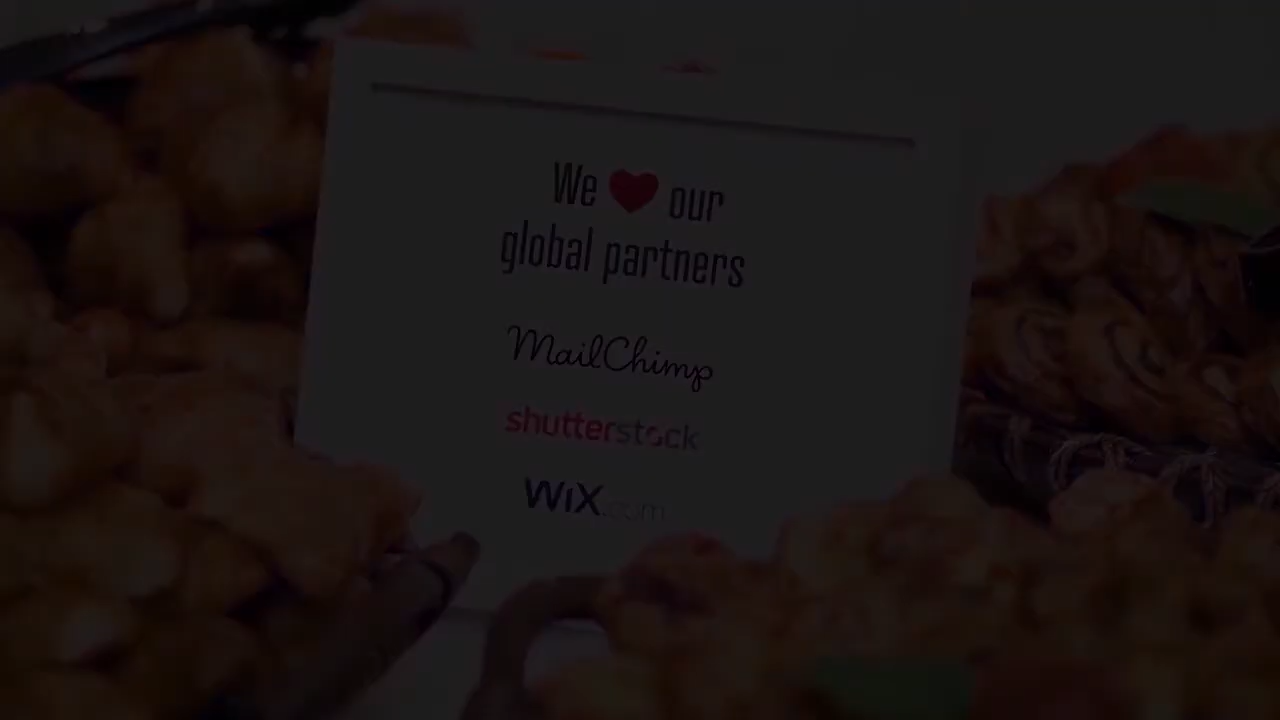 We ❤ our
global partners
MailChimp
shutterstock
WiX.com